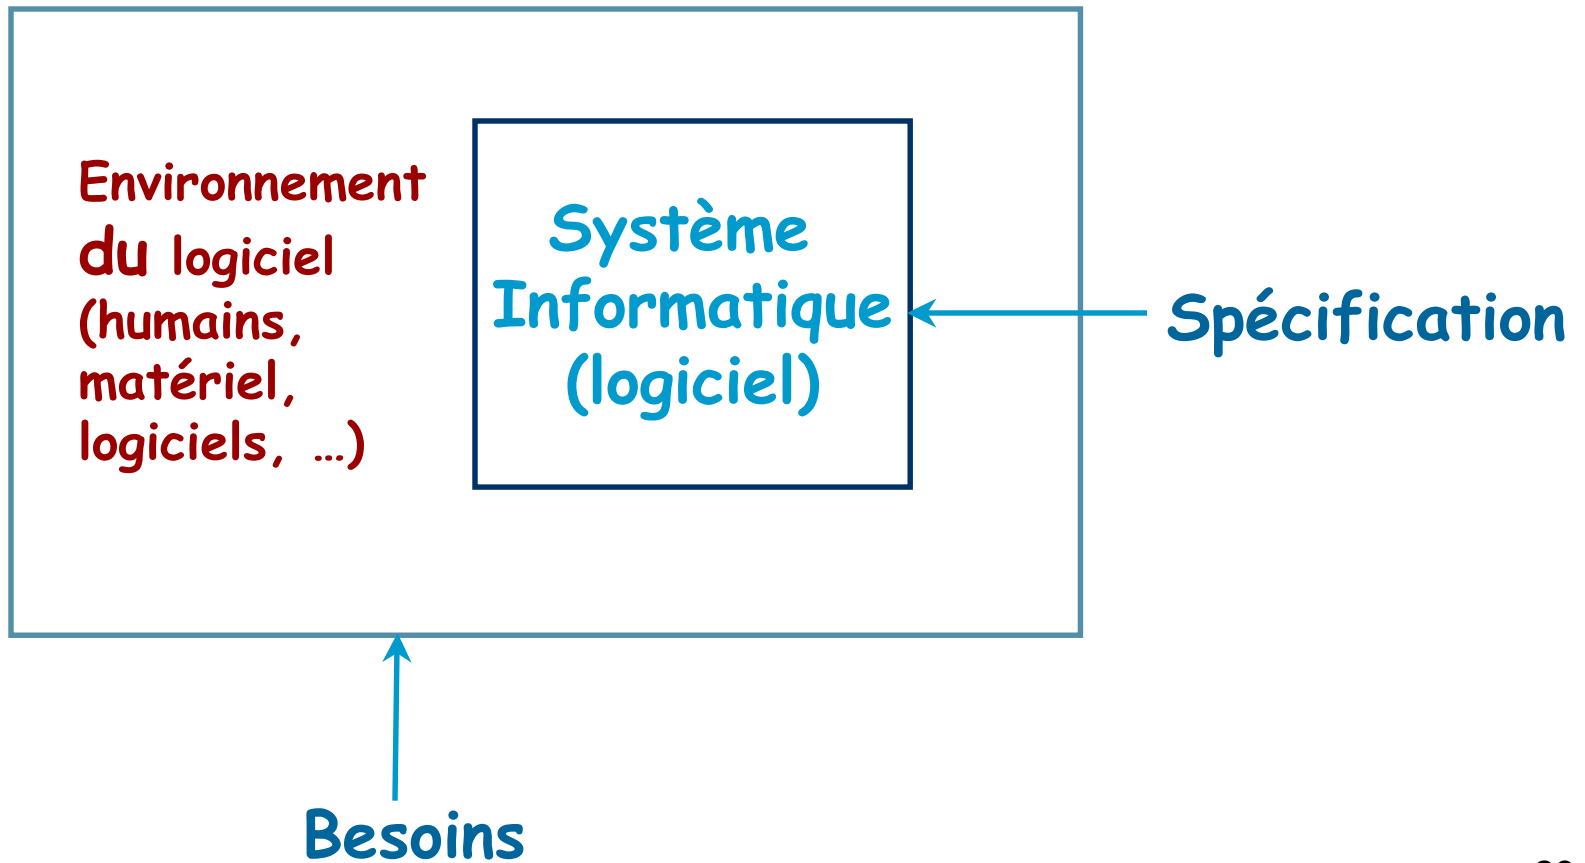 Environnement
du logiciel
(humains,
matériel,
logiciels, …)
Système
Informatique
(logiciel)
Spécification
Besoins